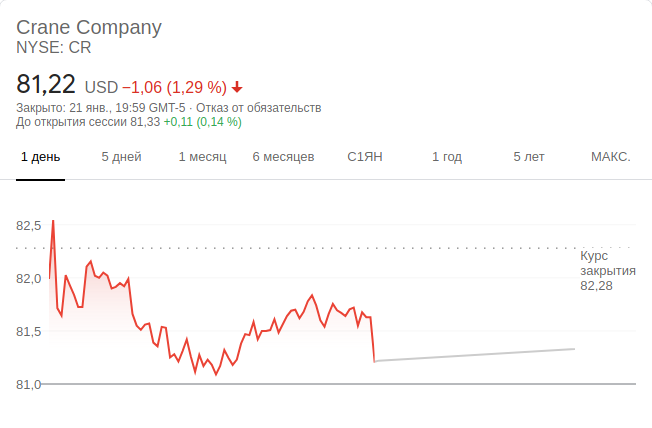 Crane Company
NYSE: CR
81,22 USD −1,06 (1,29 %)
Закрыто: 21 янв., 19:59 GMT-5 · Отказ от обязательств
До открытия сессии 81,33 +0,11 (0,14 %)
1 день 5 дней 1 месяц 6 месяцев С1ЯН 1 год 5 лет МАКС.
82,5
Курс
закрытия
82,28
82,0
81,5
81,0